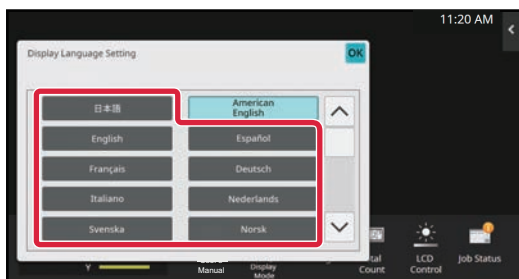 11:20 AM
Display Language Setting
OK
日本語
American
English
English
Español
Français
Deutsch
Italiano
Nederlands
Svenska
Norsk
Y
Manual
Display
Mode
Count
LCD
Control
Job Status